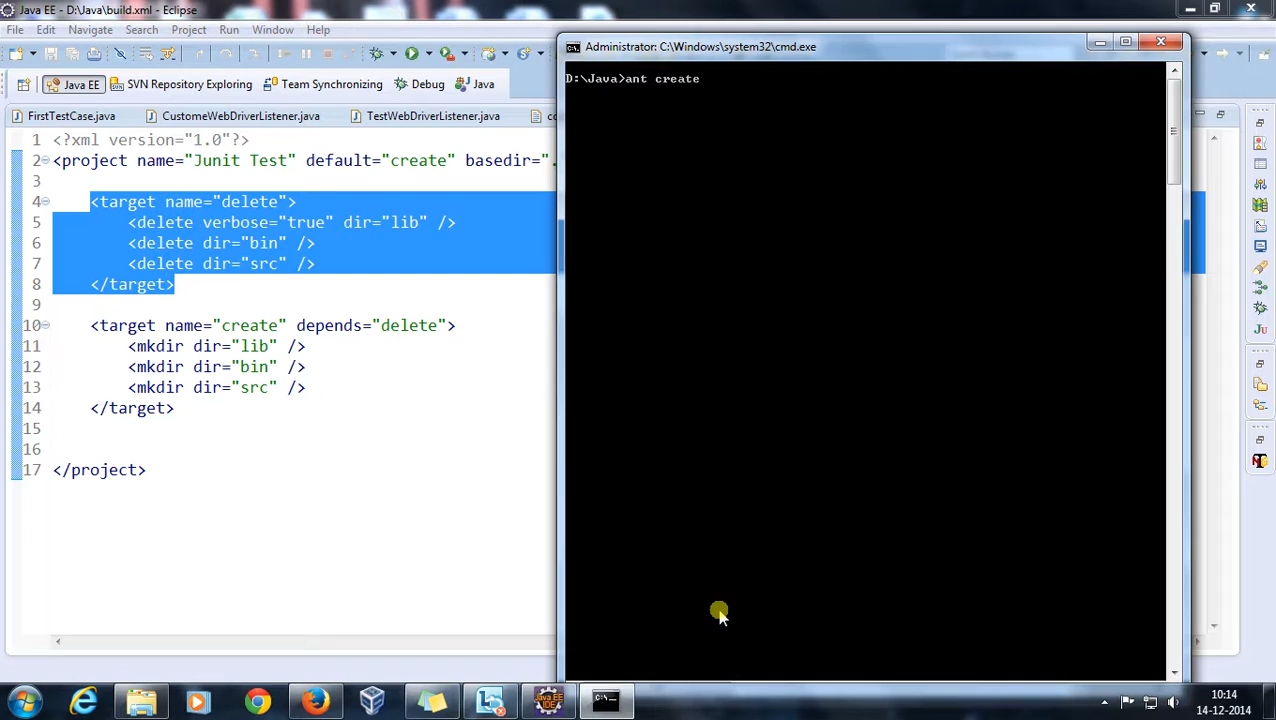 Java EE - D:\Java\build.xml - Eclipse
File Edit Navigate Search Project Run Window Help
Java EE SVN Repository Exploring Team Synchronizing Debug Java
FirstTestCase.java CustomeWebDriverListener.java TestWebDriverListener.java co
1 <?xml version="1.0"?>
2 <project name="Junit Test" default="create" basedir=".
3
4 <target name="delete">
5 <delete verbose="true" dir="lib" />
6 <delete dir="bin" />
7 <delete dir="src" />
8 </target>
9
10 <target name="create" depends="delete">
11 <mkdir dir="lib" />
12 <mkdir dir="bin" />
13 <mkdir dir="src" />
14 </target>
15
16
17 </project>
Administrator: C:\Windows\system32\cmd.exe
D:\Java>ant create
Ju
Java EE
IDE
C:\
10:14
14-12-2014